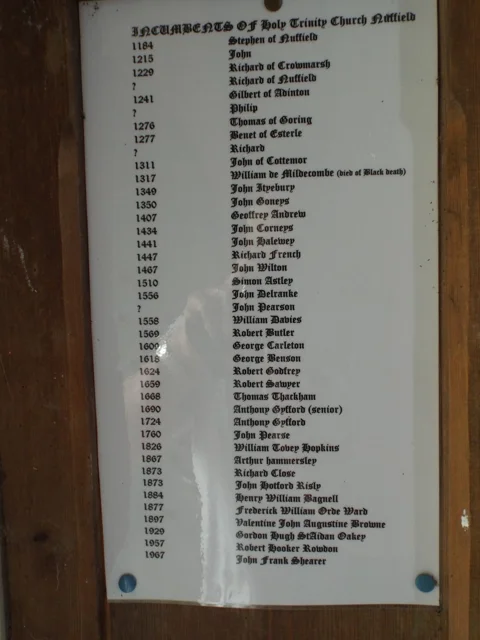 INCUMBENTS OF Holy Trinity Church Nuffield
1184 Stephen of Nuffield
1215 John
1229 Richard of Crowmarsh
? Richard of Nuffield
1241 Gilbert of Adinton
? Philip
1276 Thomas of Goring
1277 Benet of Esterle
? Richard
1311 John of Cottemor
1317 William de Mildecombe (died of Black death)
1349 John Ityebury
1350 John Goneys
1407 Geoffrey Andrew
1434 John Corneys
1441 John Halewey
1447 Richard French
1467 John Wilton
1510 Simon Astley
1556 John Delranke
? John Pearson
1558 William Davies
1569 Robert Butler
1609 George Carleton
1618 George Benson
1624 Robert Godfrey
1659 Robert Sawyer
1668 Thomas Thackham
1690 Anthony Gyfford (senior)
1724 Anthony Gyfford
1760 John Pearse
1826 William Tovey Hopkins
1867 Arthur hammersley
1873 Richard Close
1873 John Hotford Risly
1884 Henry William Bagnell
1877 Frederick William Orde Ward
1897 Valentine John Augustine Browne
1929 Gordon Hugh StAidan Oakey
1957 Robert Hooker Rowdon
1967 John Frank Shearer